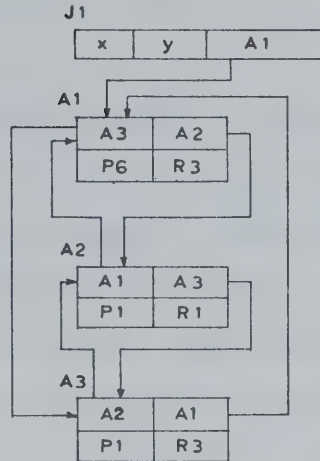 J1
x y A1
A1
A3 A2
P6 R3
A2
A1 A3
P1 R1
A3
A2 A1
P1 R3